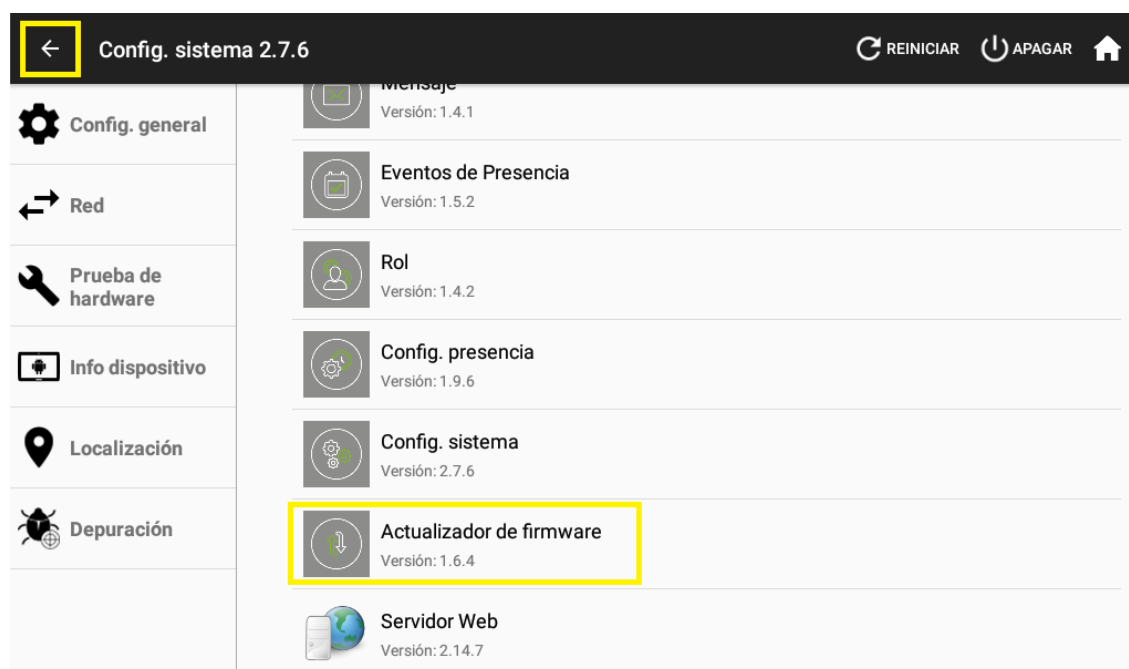 Config. sistema 2.7.6
REINICIAR
APAGAR
Config. general
Red
Prueba de
hardware
Info dispositivo
Localización
Depuración
Mensaje
Versión: 1.4.1
Eventos de Presencia
Versión: 1.5.2
Rol
Versión: 1.4.2
Config. presencia
Versión: 1.9.6
Config. sistema
Versión: 2.7.6
Actualizador de firmware
Versión: 1.6.4
Servidor Web
Versión: 2.14.7